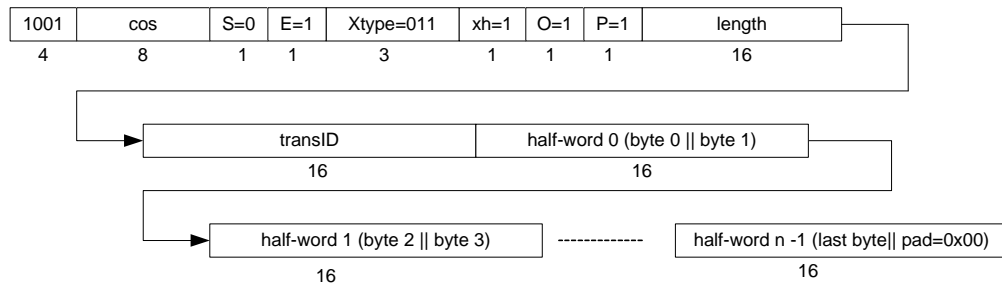 1001 cos S=0 E=1 Xtype=011 xh=1 O=1 P=1 length
4 8 1 1 3 1 1 1 16
transID half-word 0 (byte 0 || byte 1)
16 16
half-word 1 (byte 2 || byte 3) half-word n -1 (last byte|| pad=0x00)
16 16